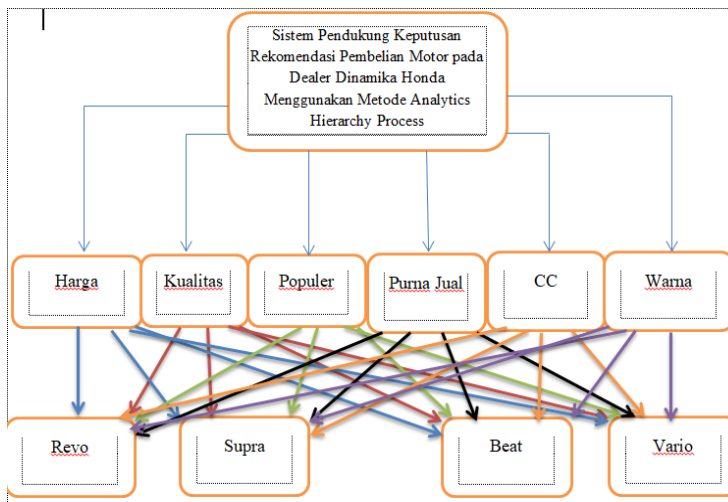 Sistem Pendukung Keputusan
Rekomendasi Pembelian Motor pada
Dealer Dinamika Honda
Menggunakan Metode Analytics
Hierarchy Process
Harga
Kualitas
Populer
Purna Jual
CC
Warna
Revo
Supra
Beat
Vario